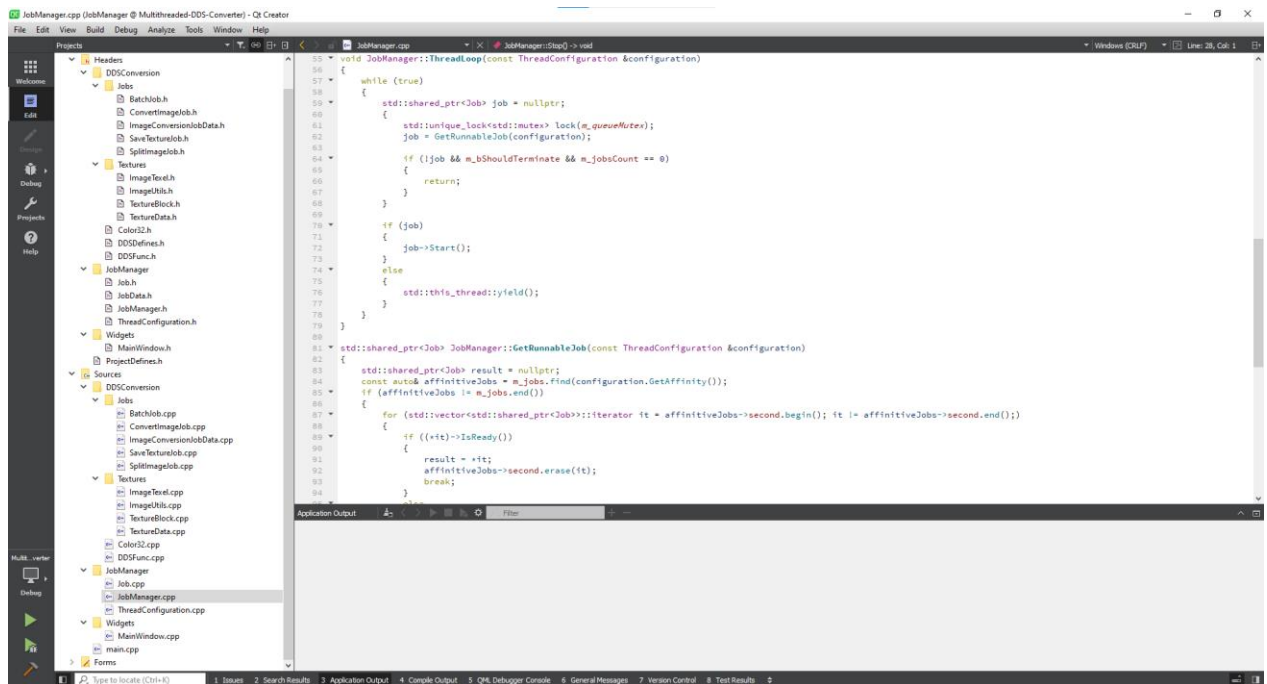 JobManager.cpp (JobManager @ Multithreaded-DDS-Converter) - Qt Creator
File Edit View Build Debug Analyze Tools Window Help
Projects
JobManager.cpp
JobManager::Stop() -> void
Windows (CRLF)
Line: 28, Col: 1
Welcome
Edit
Design
Debug
Projects
Help
Headers
DDSConversion
Jobs
BatchJob.h
ConvertImageJob.h
ImageConversionJobData.h
SaveTextureJob.h
SplitImageJob.h
Textures
ImageTexel.h
ImageUtils.h
TextureBlock.h
TextureData.h
Color32.h
DDSDefines.h
DDSFunc.h
JobManager
Job.h
JobData.h
JobManager.h
ThreadConfiguration.h
Widgets
MainWindow.h
ProjectDefines.h
Sources
DDSConversion
Jobs
BatchJob.cpp
ConvertImageJob.cpp
ImageConversionJobData.cpp
SaveTextureJob.cpp
SplitImageJob.cpp
Textures
ImageTexel.cpp
ImageUtils.cpp
TextureBlock.cpp
TextureData.cpp
Color32.cpp
DDSFunc.cpp
JobManager
Job.cpp
JobManager.cpp
ThreadConfiguration.cpp
Widgets
MainWindow.cpp
main.cpp
Forms
55 void JobManager::ThreadLoop(const ThreadConfiguration &configuration)
56 {
57 while (true)
58 {
59 std::shared_ptr<Job> job = nullptr;
60 {
61 std::unique_lock<std::mutex> lock(m_queueMutex);
62 job = GetRunnableJob(configuration);
63
64 if (!job && m_bShouldTerminate && m_jobsCount == 0)
65 {
66 return;
67 }
68 }
69
70 if (job)
71 {
72 job->Start();
73 }
74 else
75 {
76 std::this_thread::yield();
77 }
78 }
79 }
80
81 std::shared_ptr<Job> JobManager::GetRunnableJob(const ThreadConfiguration &configuration)
82 {
83 std::shared_ptr<Job> result = nullptr;
84 const auto& affinitiveJobs = m_jobs.find(configuration.GetAffinity());
85 if (affinitiveJobs != m_jobs.end())
86 {
87 for (std::vector<std::shared_ptr<Job>>::iterator it = affinitiveJobs->second.begin(); it != affinitiveJobs->second.end();)
88 {
89 if ((*it)->IsReady())
90 {
91 result = *it;
92 affinitiveJobs->second.erase(it);
93 break;
94 }
Application Output
Filter
Multit...verter
Debug
Type to locate (Ctrl+K)
1 Issues 2 Search Results 3 Application Output 4 Compile Output 5 QML Debugger Console 6 General Messages 7 Version Control 8 Test Results